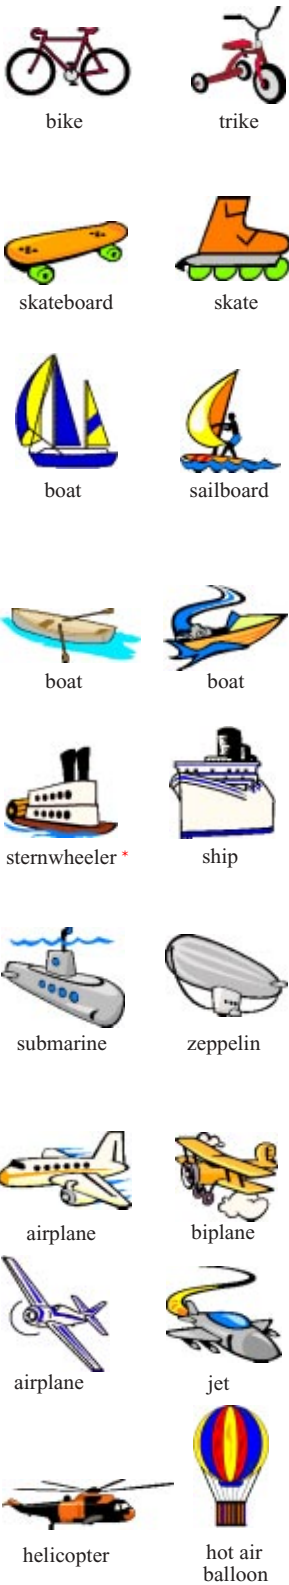 bike trike
skateboard skate
boat sailboard
boat boat
sternwheeler * ship
submarine zeppelin
airplane biplane
airplane jet
helicopter hot air
balloon